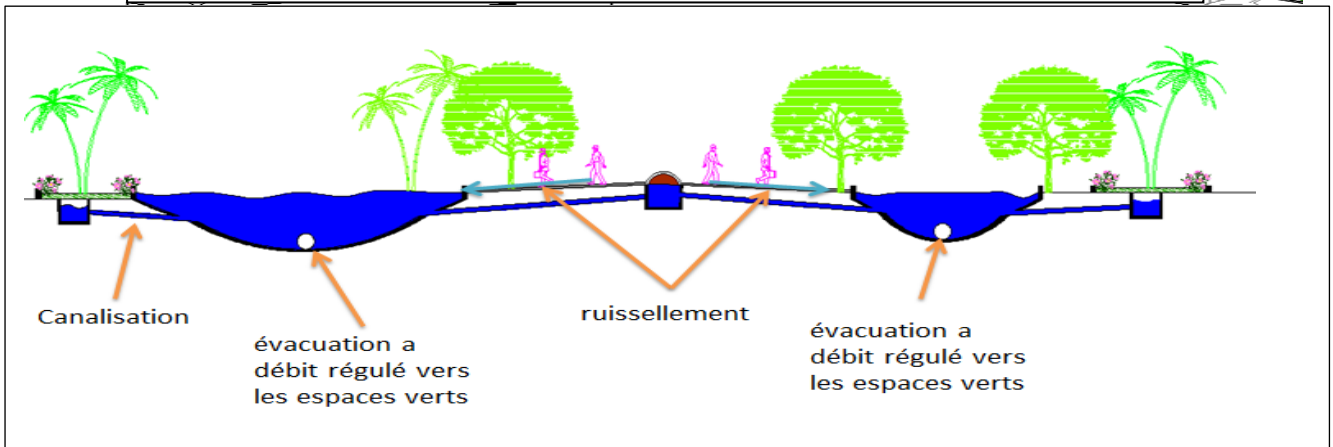 Canalisation
évacuation a
débit régulé vers
les espaces verts
ruissellement
évacuation a
débit régulé vers
les espaces verts